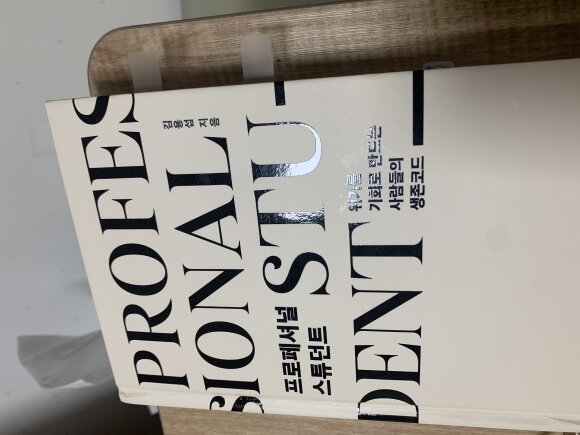 PROFES
SIONAL
김용섭 지음
STU-
DENT
프로페셔널
스튜던트
위기를
기회로 만드는
사람들의
생존코드